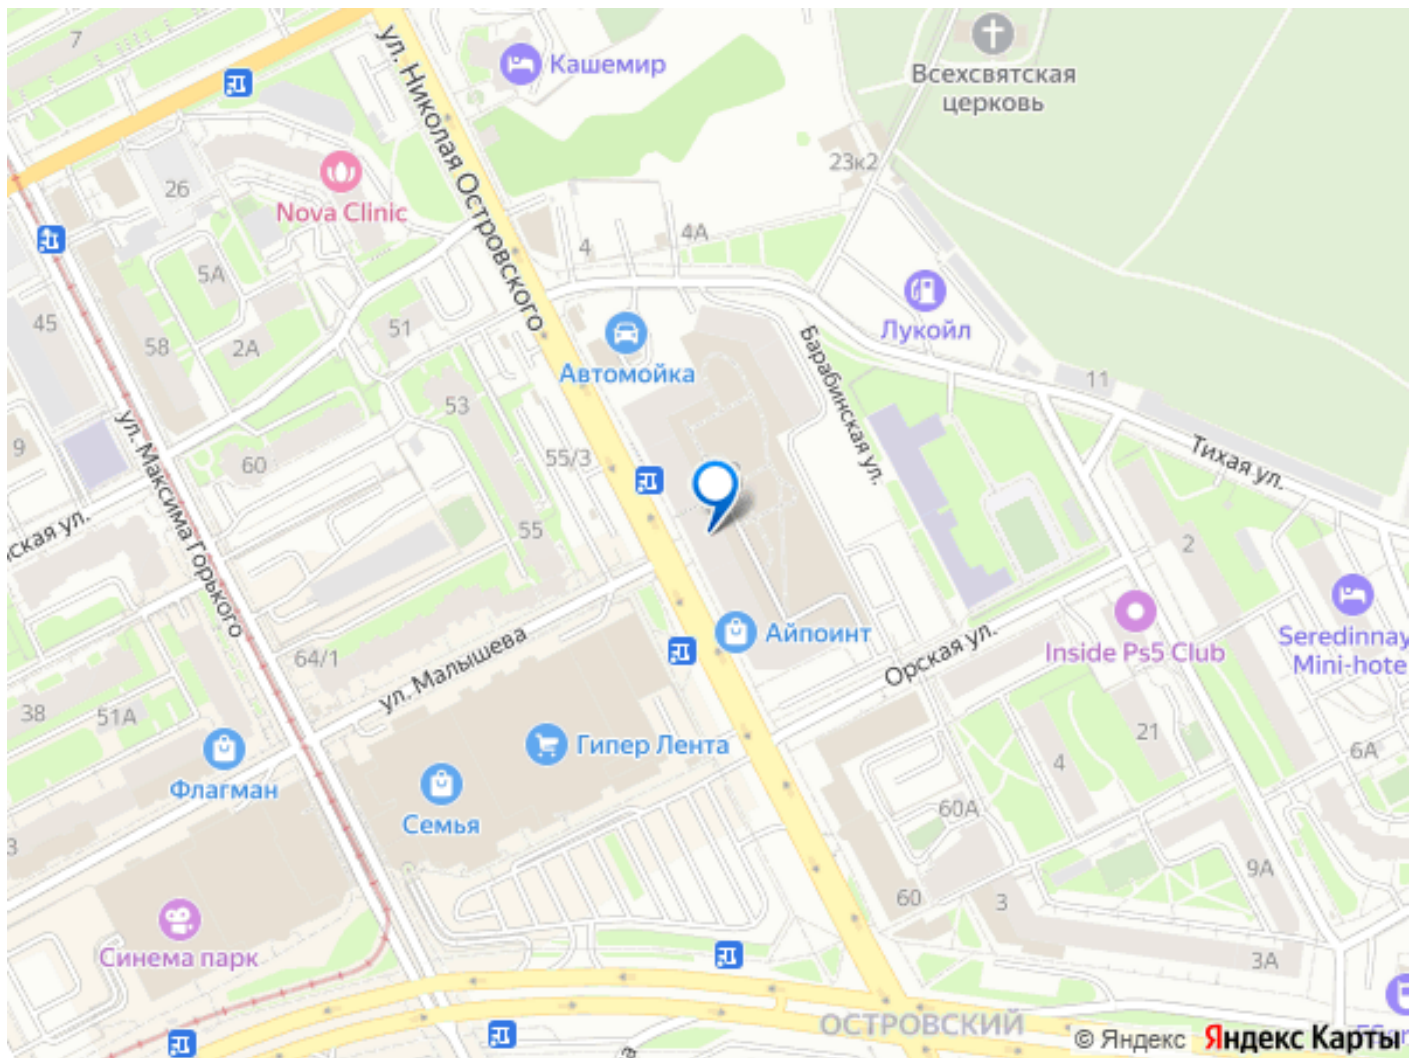 7
ул. Николая Островского
Кашемир
Всехсвятская
церковь
23к2
26
Nova Clinic
4А
4
5А
Лукойл
45
51
58
2А
Автомойка
Барабинская ул.
11
53
ул. Максима Горького
9
60
55/3
Тихая ул.
55
ская ул.
2
Айпоинт
Орская ул.
Inside Ps5 Club
Seredinnay
Mini-hote
64/1
ул. Малышева
38
51А
Гипер Лента
21
6А
4
Флагман
Семья
60А
3
9А
60
3
Синема парк
3А
ОСТРОВСКИЙ
© Яндекс Яндекс Карты